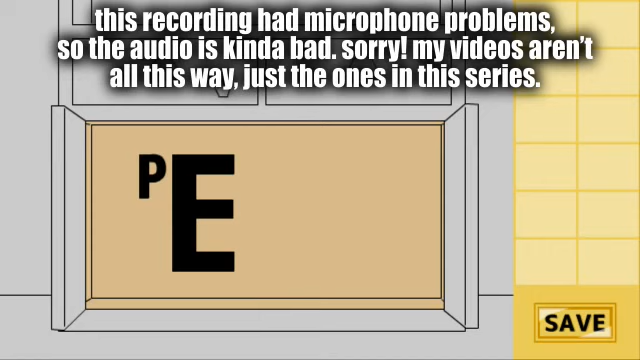 this recording had microphone problems,
so the audio is kinda bad. sorry! my videos aren't
all this way, just the ones in this series.
PE
SAVE